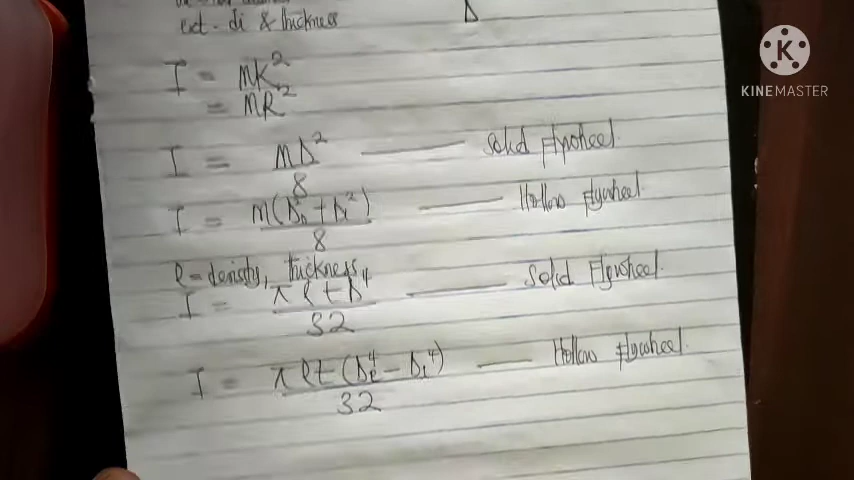 ext - di & thickness
D
I = MK²
= MR²
I = MD²/8 — solid flywheel.
I = M(Do² + Di²)/8 — Hollow flywheel.
ρ = density, thickness,
I = πρtD⁴/32 — Solid Flywheel.
I = πρt(De⁴ - Di⁴)/32 — Hollow flywheel.
K
KINEMASTER